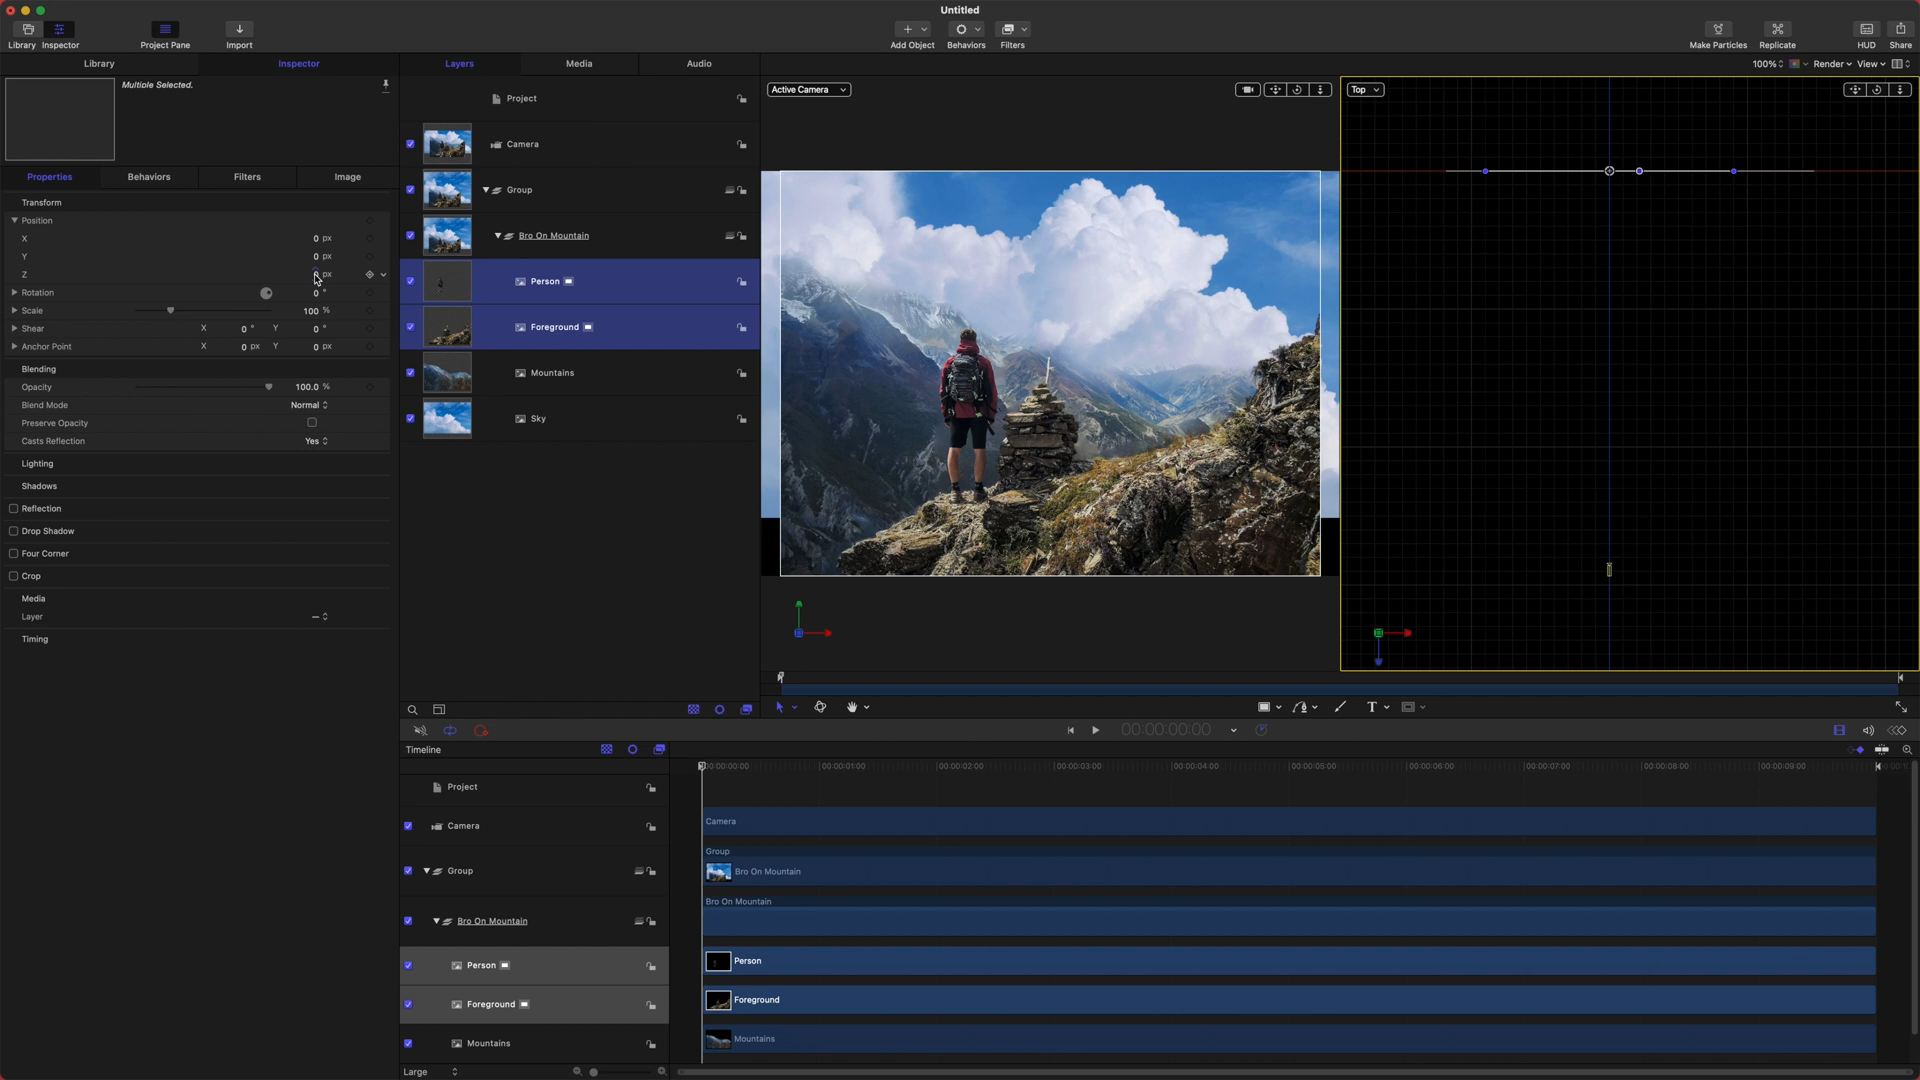 Untitled
Library Inspector Project Pane Import Add Object Behaviors Filters Make Particles Replicate HUD Share
Library Inspector Layers Media Audio 100% Render View
Multiple Selected.
Properties Behaviors Filters Image
Transform
Position
X 0 px
Y 0 px
Z px
Rotation 0 °
Scale 100 %
Shear X 0 ° Y 0 °
Anchor Point X 0 px Y 0 px
Blending
Opacity 100.0 %
Blend Mode Normal
Preserve Opacity
Casts Reflection Yes
Lighting
Shadows
Reflection
Drop Shadow
Four Corner
Crop
Media
Layer —
Timing
Project
Camera
Group
Bro On Mountain
Person
Foreground
Mountains
Sky
Active Camera
Top
T
00:00:00:00
Timeline
00:00:00:00 00:00:01:00 00:00:02:00 00:00:03:00 00:00:04:00 00:00:05:00 00:00:06:00 00:00:07:00 00:00:08:00 00:00:09:00
Project
Camera Camera
Group
Group Bro On Mountain
Bro On Mountain
Bro On Mountain
Person Person
Foreground Foreground
Mountains Mountains
Large